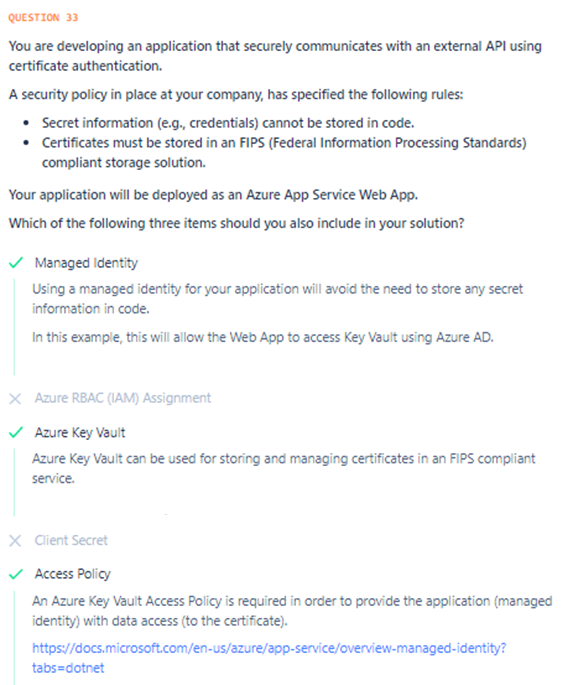 QUESTION 33
You are developing an application that securely communicates with an external API using
certificate authentication.
A security policy in place at your company, has specified the following rules:
• Secret information (e.g., credentials) cannot be stored in code.
• Certificates must be stored in an FIPS (Federal Information Processing Standards)
compliant storage solution.
Your application will be deployed as an Azure App Service Web App.
Which of the following three items should you also include in your solution?
Managed Identity
Using a managed identity for your application will avoid the need to store any secret
information in code.
In this example, this will allow the Web App to access Key Vault using Azure AD.
Azure RBAC (IAM) Assignment
Azure Key Vault
Azure Key Vault can be used for storing and managing certificates in an FIPS compliant
service.
Client Secret
Access Policy
An Azure Key Vault Access Policy is required in order to provide the application (managed
identity) with data access (to the certificate).
https://docs.microsoft.com/en-us/azure/app-service/overview-managed-identity?
tabs=dotnet